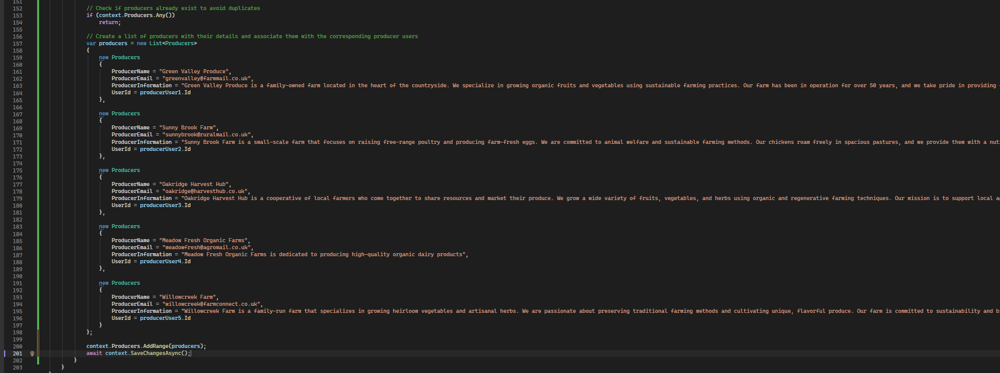 151
152 // Check if producers already exist to avoid duplicates
153 if (context.Producers.Any())
154 return;
155
156 // Create a list of producers with their details and associate them with the corresponding producer users
157 var producers = new List<Producers>
158 {
159 new Producers
160 {
161 ProducerName = "Green Valley Produce",
162 ProducerEmail = "greenvalley@farmmail.co.uk",
163 ProducerInformation = "Green Valley Produce is a family-owned farm located in the heart of the countryside. We specialize in growing organic fruits and vegetables using sustainable farming practices. Our farm has been in operation for over 50 years, and we take pride in providing
164 UserId = producerUser1.Id
165 },
166
167 new Producers
168 {
169 ProducerName = "Sunny Brook Farm",
170 ProducerEmail = "sunnybrook@ruralmail.co.uk",
171 ProducerInformation = "Sunny Brook Farm is a small-scale farm that focuses on raising free-range poultry and producing farm-fresh eggs. We are committed to animal welfare and sustainable farming methods. Our chickens roam freely in spacious pastures, and we provide them with a
172 UserId = producerUser2.Id
173 },
174
175 new Producers
176 {
177 ProducerName = "Oakridge Harvest Hub",
178 ProducerEmail = "oakridge@harvesthub.co.uk",
179 ProducerInformation = "Oakridge Harvest Hub is a cooperative of local farmers who come together to share resources and market their produce. We grow a wide variety of fruits, vegetables, and herbs using organic and regenerative farming techniques. Our mission is to support local
180 UserId = producerUser3.Id
181 },
182
183 new Producers
184 {
185 ProducerName = "Meadow Fresh Organic Farms",
186 ProducerEmail = "meadowfresh@agromail.co.uk",
187 ProducerInformation = "Meadow Fresh Organic Farms is dedicated to producing high-quality organic dairy products",
188 UserId = producerUser4.Id
189 },
190
191 new Producers
192 {
193 ProducerName = "Willowcreek Farm",
194 ProducerEmail = "willowcreek@farmconnect.co.uk",
195 ProducerInformation = "Willowcreek Farm is a family-run farm that specializes in growing heirloom vegetables and artisanal herbs. We are passionate about preserving traditional farming methods and cultivating unique, flavorful produce. Our farm is committed to sustainability and
196 UserId = producerUser5.Id
197 }
198 };
199
200 context.Producers.AddRange(producers);
201 await context.SaveChangesAsync();
202 }
203 }